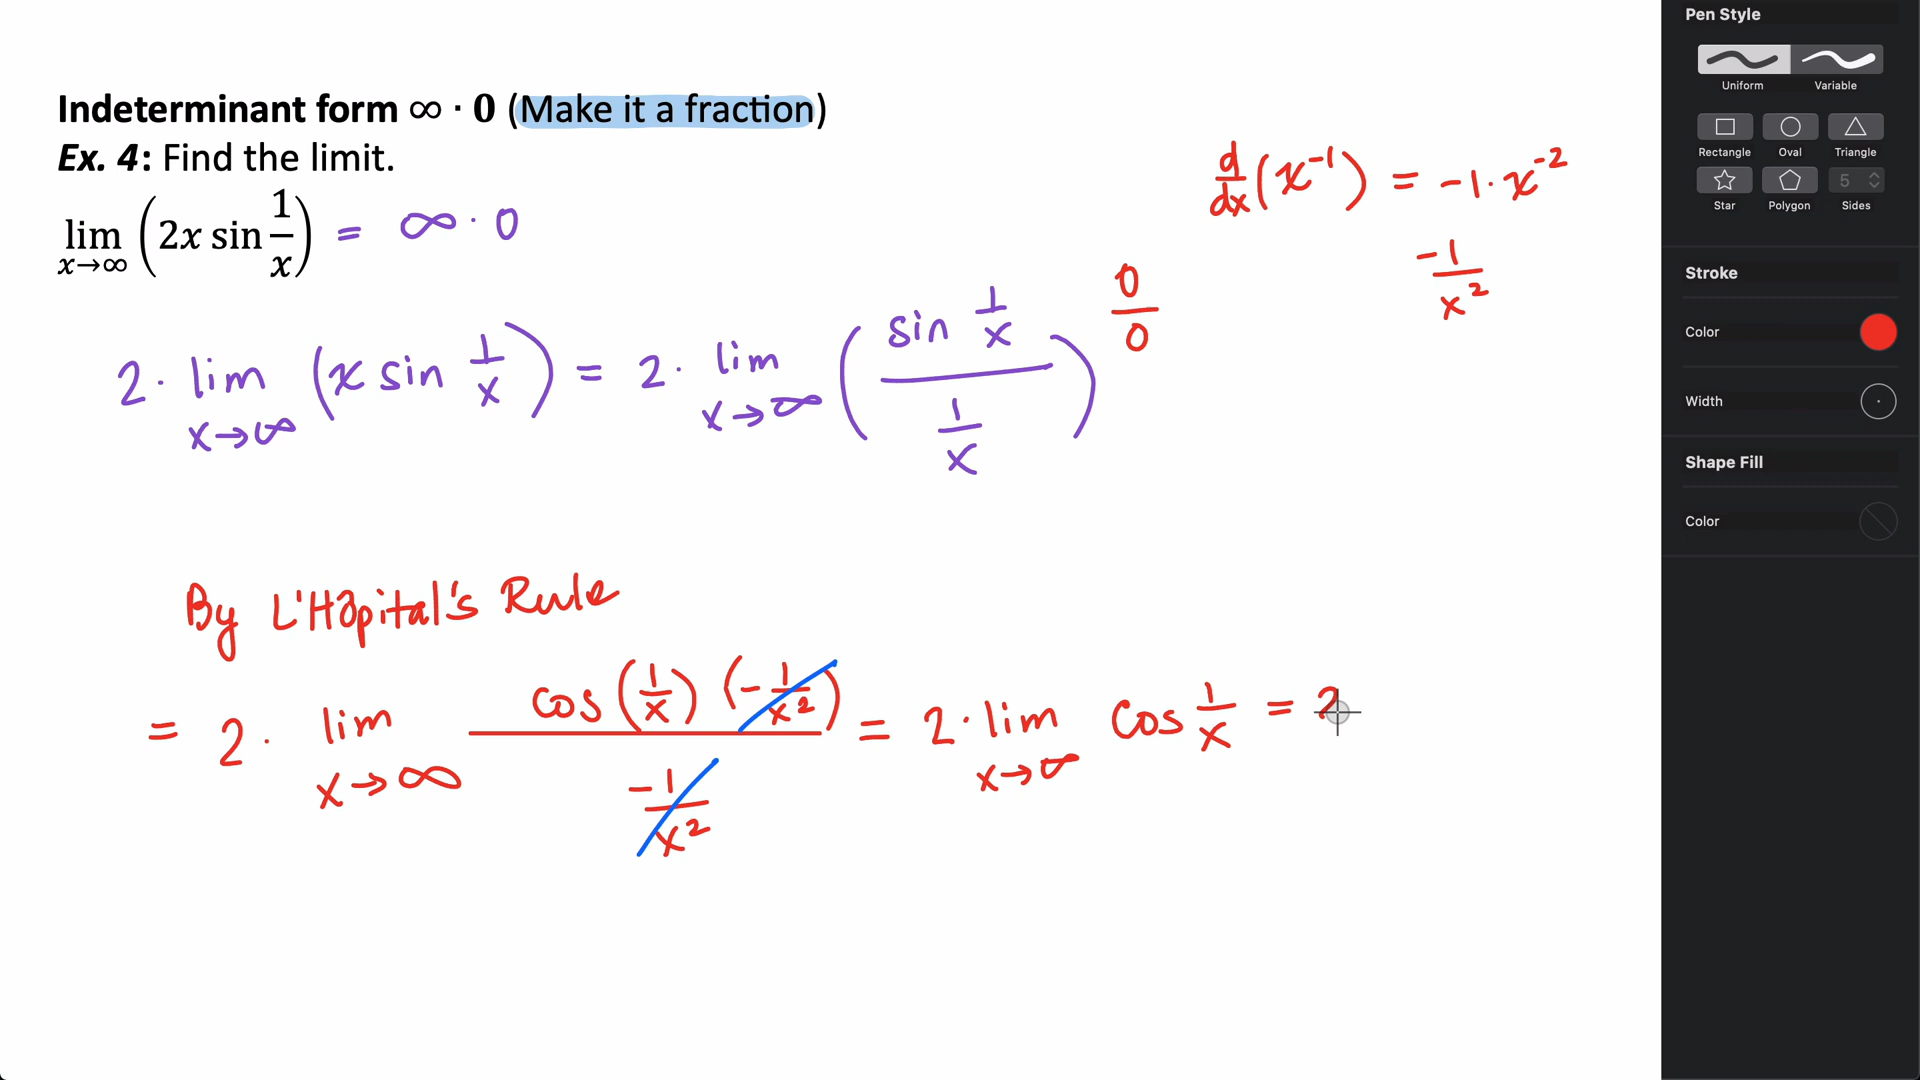 Indeterminant form ∞ · 0 (Make it a fraction)
Ex. 4: Find the limit.
lim x→∞ (2x sin 1/x) = ∞ · 0
d/dx (x^-1) = -1 · x^-2
-1/x^2
2 · lim x→∞ (x sin 1/x) = 2 · lim x→∞ (sin 1/x / 1/x) 0/0
By L'Hôpital's Rule
= 2 · lim x→∞ cos(1/x) (-1/x^2) / -1/x^2 = 2 · lim x→∞ cos 1/x = 2
Pen Style
Uniform Variable
Rectangle Oval Triangle
5
Star Polygon Sides
Stroke
Color
Width
Shape Fill
Color